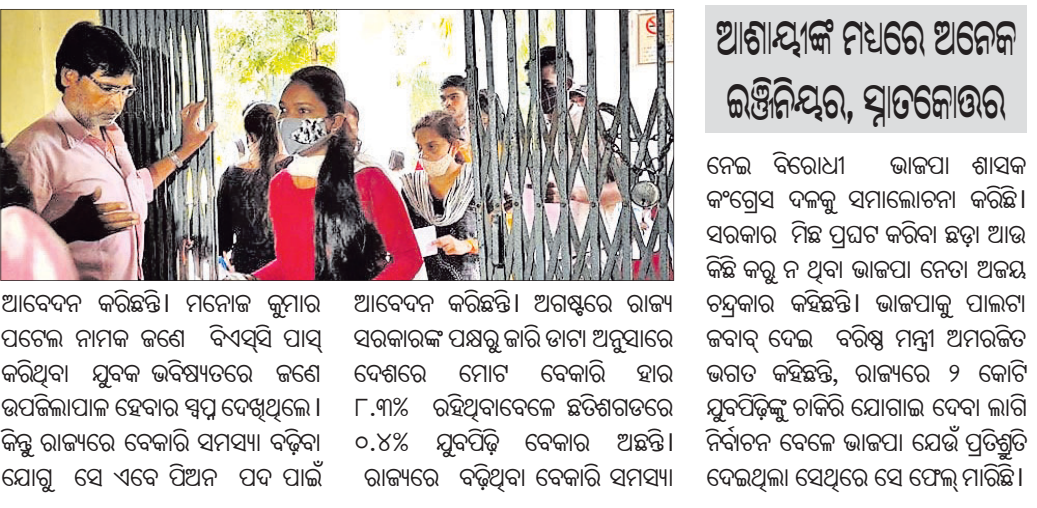 ଆଶାୟୀଙ୍କ ମଧ୍ୟରେ ଅନେକ
ଇଞ୍ଜିନିୟର, ସ୍ନାତକୋତ୍ତର
ଆବେଦନ କରିଛନ୍ତି। ମନୋଜ କୁମାର
ପଟେଲ ନାମକ ଜଣେ ବିଏସ୍‌ସି ପାସ୍
କରିଥିବା ଯୁବକ ଭବିଷ୍ୟତରେ ଜଣେ
ଉପଜିଲାପାଳ ହେବାର ସ୍ୱପ୍ନ ଦେଖିଥିଲେ।
କିନ୍ତୁ ରାଜ୍ୟରେ ବେକାରି ସମସ୍ୟା ବଢ଼ିବା
ଯୋଗୁ ସେ ଏବେ ପିଅନ ପଦ ପାଇଁ
ଆବେଦନ କରିଛନ୍ତି। ଅଗଷ୍ଟରେ ରାଜ୍ୟ
ସରକାରଙ୍କ ପକ୍ଷରୁ ଜାରି ଡାଟା ଅନୁସାରେ
ଦେଶରେ ମୋଟ ବେକାରି ହାର
୮.୩% ରହିଥିବାବେଳେ ଛତିଶଗଡରେ
୦.୪% ଯୁବପିଢ଼ି ବେକାର ଅଛନ୍ତି।
ରାଜ୍ୟରେ ବଢ଼ିଥିବା ବେକାରି ସମସ୍ୟା
ନେଇ ବିରୋଧୀ ଭାଜପା ଶାସକ
କଂଗ୍ରେସ ଦଳକୁ ସମାଲୋଚନା କରିଛି।
ସରକାର ମିଛ ପ୍ରଘଟ କରିବା ଛଡ଼ା ଆଉ
କିଛି କରୁ ନ ଥିବା ଭାଜପା ନେତା ଅଜୟ
ଚନ୍ଦ୍ରକାର କହିଛନ୍ତି। ଭାଜପାକୁ ପାଲଟା
ଜବାବ୍ ଦେଇ ବରିଷ୍ଠ ମନ୍ତ୍ରୀ ଅମରଜିତ
ଭଗତ କହିଛନ୍ତି, ରାଜ୍ୟରେ ୨ କୋଟି
ଯୁବପିଢ଼ିଙ୍କୁ ଚାକିରି ଯୋଗାଇ ଦେବା ଲାଗି
ନିର୍ବାଚନ ବେଳେ ଭାଜପା ଯେଉଁ ପ୍ରତିଶ୍ରୁତି
ଦେଇଥିଲା ସେଥିରେ ସେ ଫେଲ୍ ମାରିଛି।